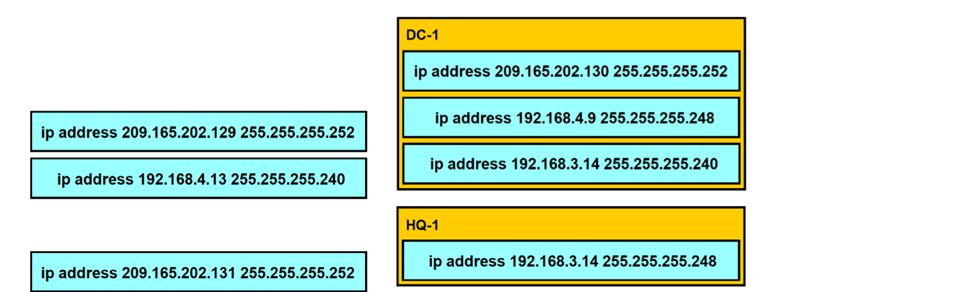 ip address 209.165.202.129 255.255.255.252
ip address 192.168.4.13 255.255.255.240
ip address 209.165.202.131 255.255.255.252
DC-1
ip address 209.165.202.130 255.255.255.252
ip address 192.168.4.9 255.255.255.248
ip address 192.168.3.14 255.255.255.240
HQ-1
ip address 192.168.3.14 255.255.255.248